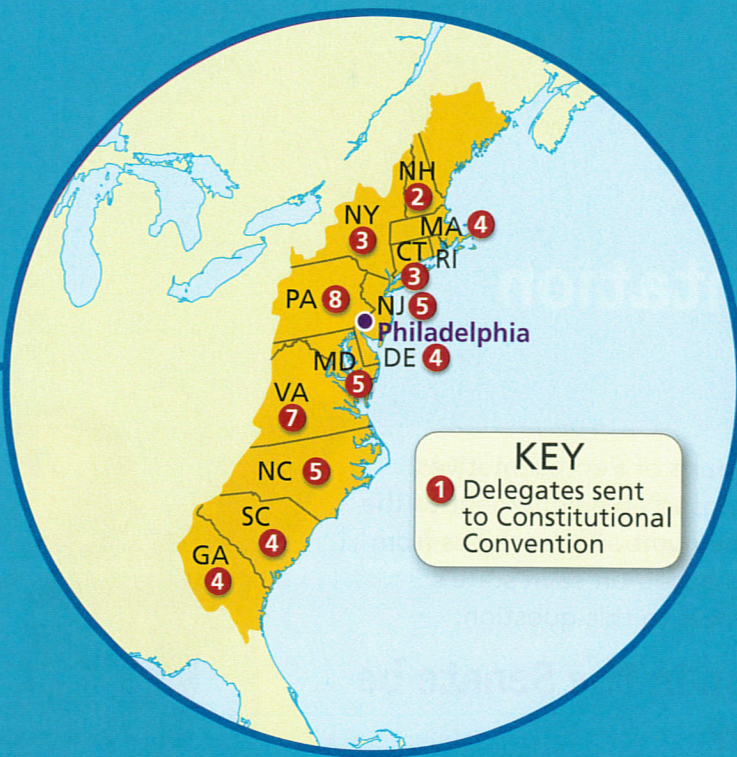 NH
2
NY
3
MA 4
CT RI
3
PA 8
NJ 5
Philadelphia
MD
5
DE 4
VA
7
NC 5
SC
4
GA
4
KEY
1 Delegates sent
to Constitutional
Convention